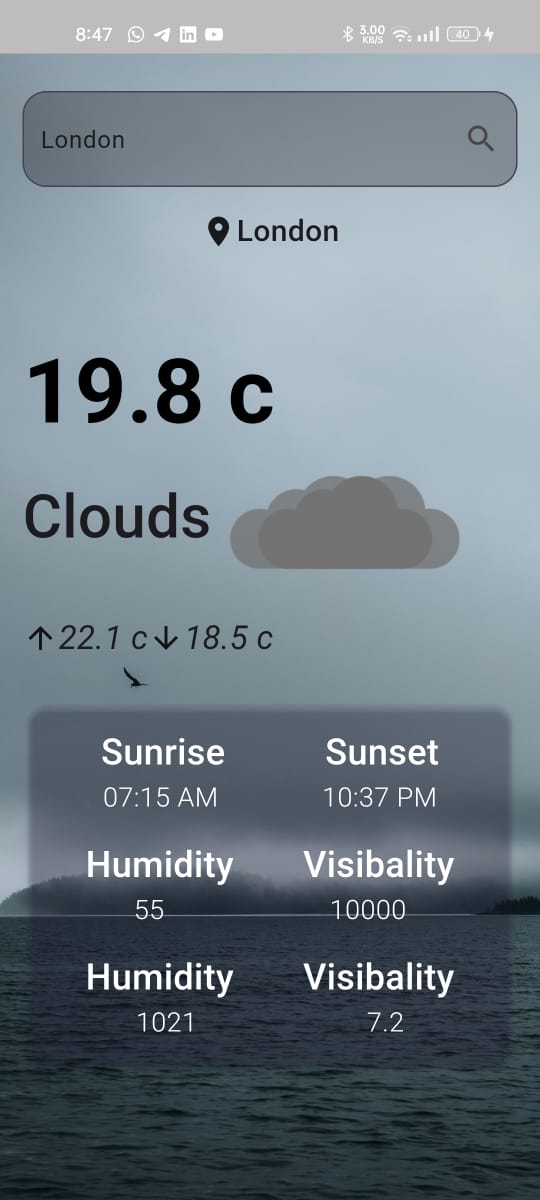 8:47 3.00 KB/S 40
London
London
19.8 c
Clouds
22.1 c 18.5 c
Sunrise Sunset
07:15 AM 10:37 PM
Humidity Visibality
55 10000
Humidity Visibality
1021 7.2